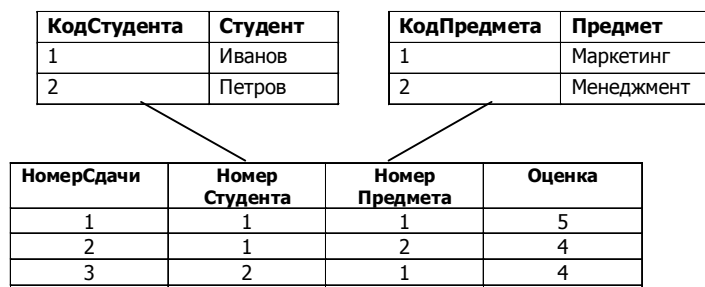 КодСтудента Студент
1 Иванов
2 Петров
КодПредмета Предмет
1 Маркетинг
2 Менеджмент
НомерСдачи Номер Студента Номер Предмета Оценка
1 1 1 5
2 1 2 4
3 2 1 4